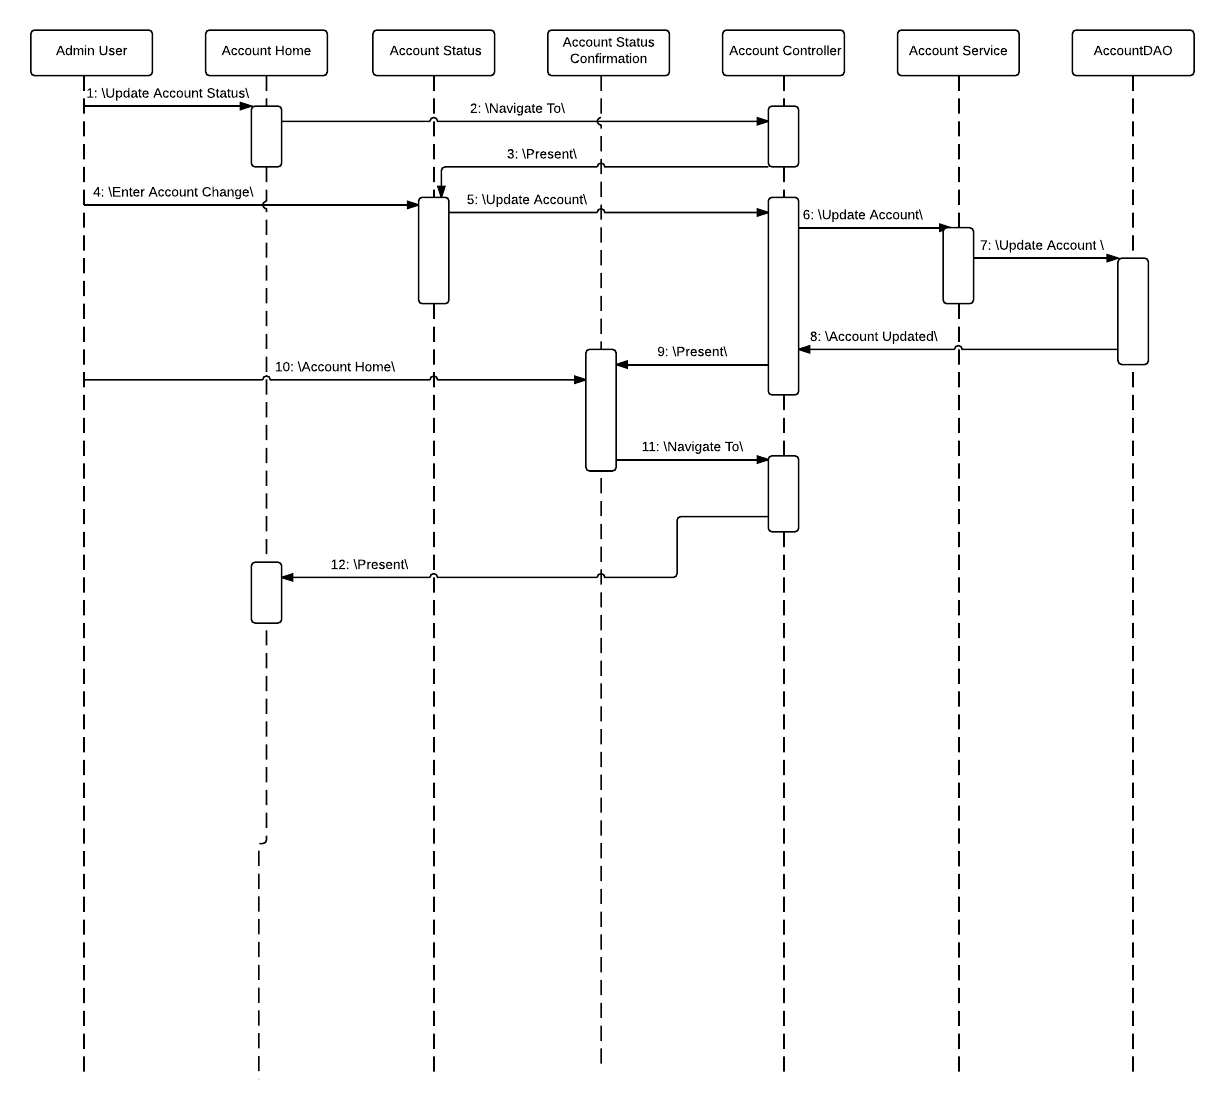 Admin User
Account Home
Account Status
Account Status
Confirmation
Account Controller
Account Service
AccountDAO
1: \Update Account Status\
2: \Navigate To\
3: \Present\
4: \Enter Account Change\
5: \Update Account\
6: \Update Account\
7: \Update Account \
8: \Account Updated\
9: \Present\
10: \Account Home\
11: \Navigate To\
12: \Present\